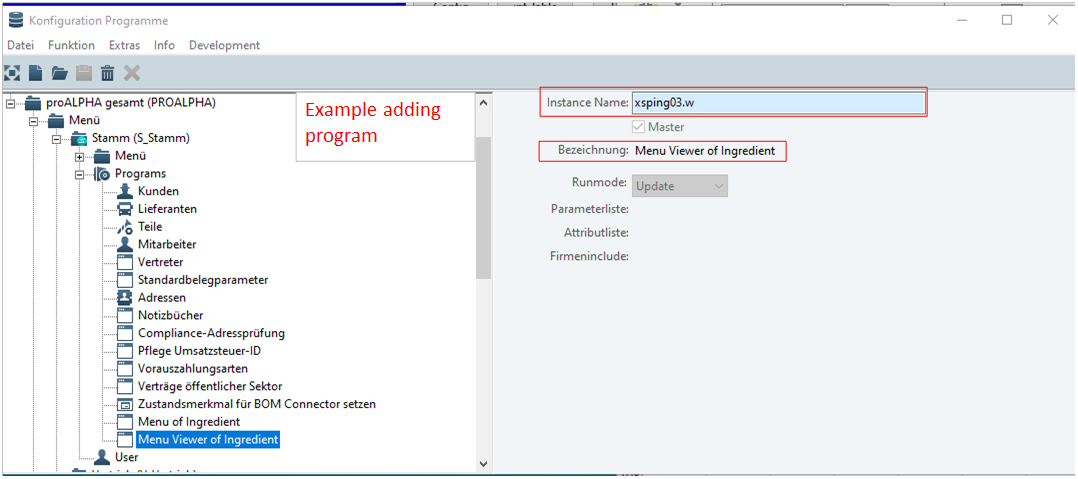 Konfiguration Programme
Datei Funktion Extras Info Development
proALPHA gesamt (PROALPHA)
Menü
Stamm (S_Stamm)
Menü
Programs
Kunden
Lieferanten
Teile
Mitarbeiter
Vertreter
Standardbelegparameter
Adressen
Notizbücher
Compliance-Adressprüfung
Pflege Umsatzsteuer-ID
Vorauszahlungsarten
Verträge öffentlicher Sektor
Zustandsmerkmal für BOM Connector setzen
Menu of Ingredient
Menu Viewer of Ingredient
User
Example adding
program
Instance Name: xsping03.w
Master
Bezeichnung: Menu Viewer of Ingredient
Runmode: Update
Parameterliste:
Attributliste:
Firmeninclude: